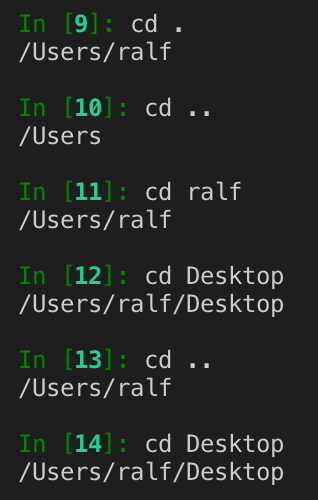 In [9]: cd .
/Users/ralf
In [10]: cd ..
/Users
In [11]: cd ralf
/Users/ralf
In [12]: cd Desktop
/Users/ralf/Desktop
In [13]: cd ..
/Users/ralf
In [14]: cd Desktop
/Users/ralf/Desktop